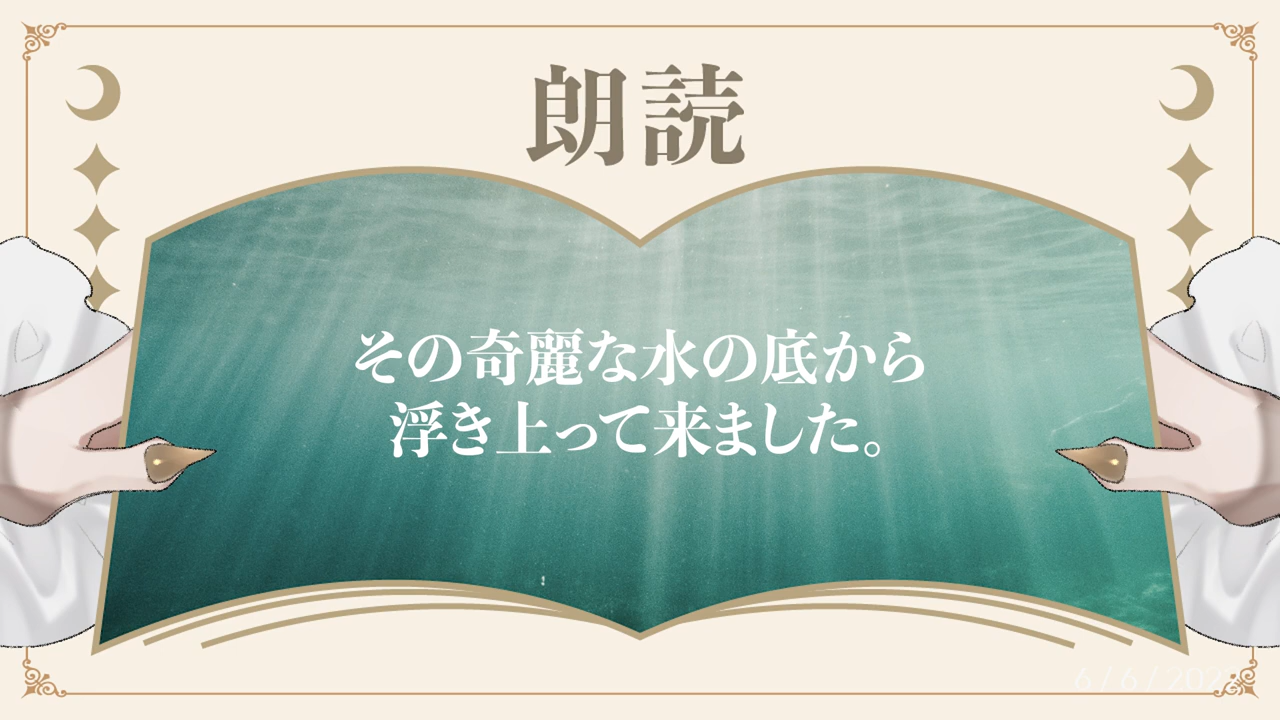 朗読
その奇麗な水の底から
浮き上って来ました。